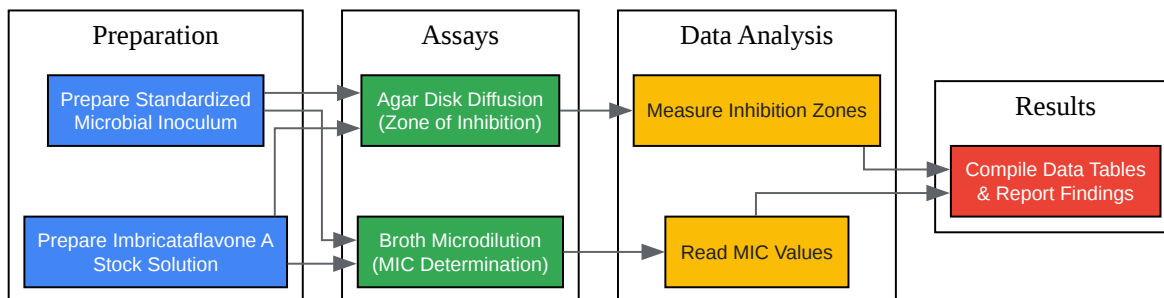 Preparation
Prepare Standardized
Microbial Inoculum
Prepare Imbricataflavone A
Stock Solution
Assays
Agar Disk Diffusion
(Zone of Inhibition)
Broth Microdilution
(MIC Determination)
Data Analysis
Measure Inhibition Zones
Read MIC Values
Results
Compile Data Tables
& Report Findings